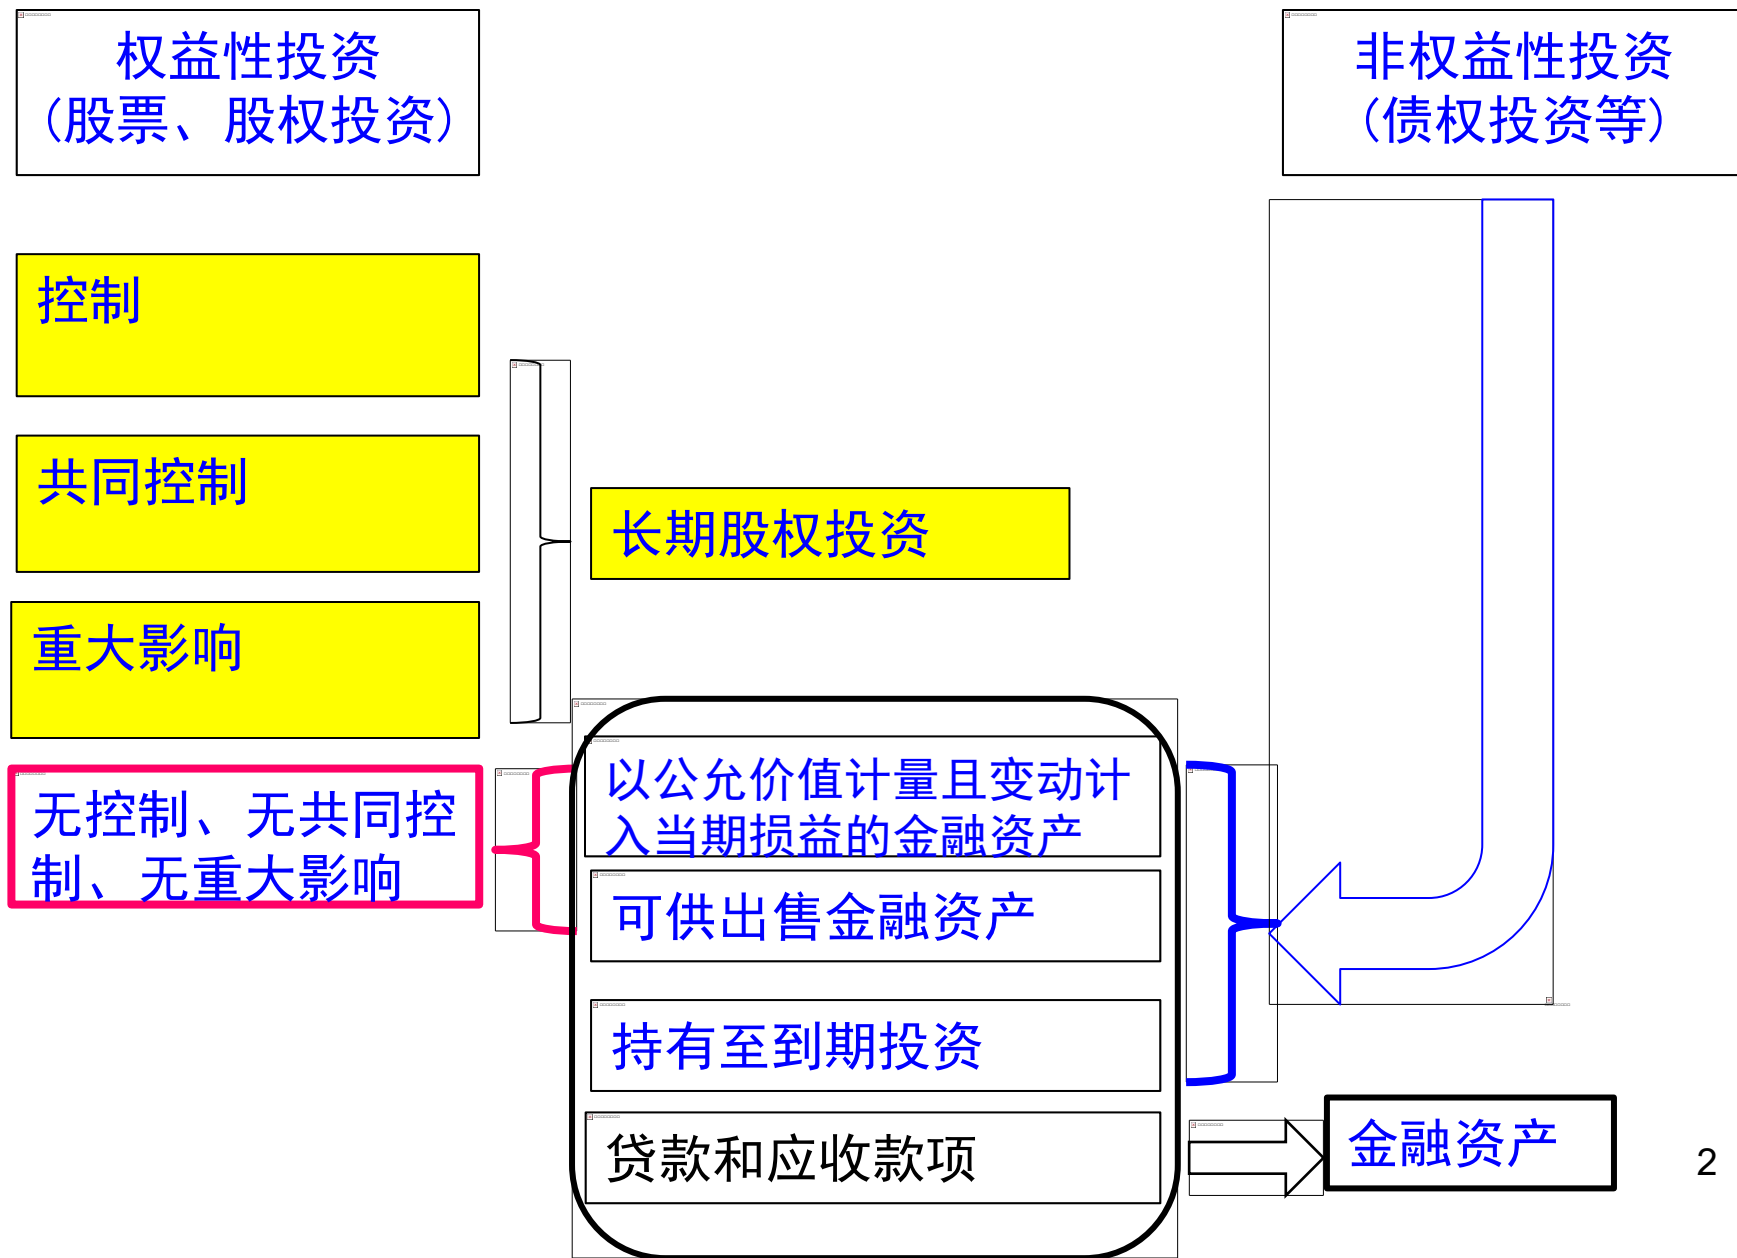 权益性投资
(股票、股权投资)
非权益性投资
(债权投资等)
控制
共同控制
长期股权投资
重大影响
无控制、无共同控
制、无重大影响
以公允价值计量且变动计
入当期损益的金融资产
可供出售金融资产
持有至到期投资
贷款和应收款项
金融资产
2